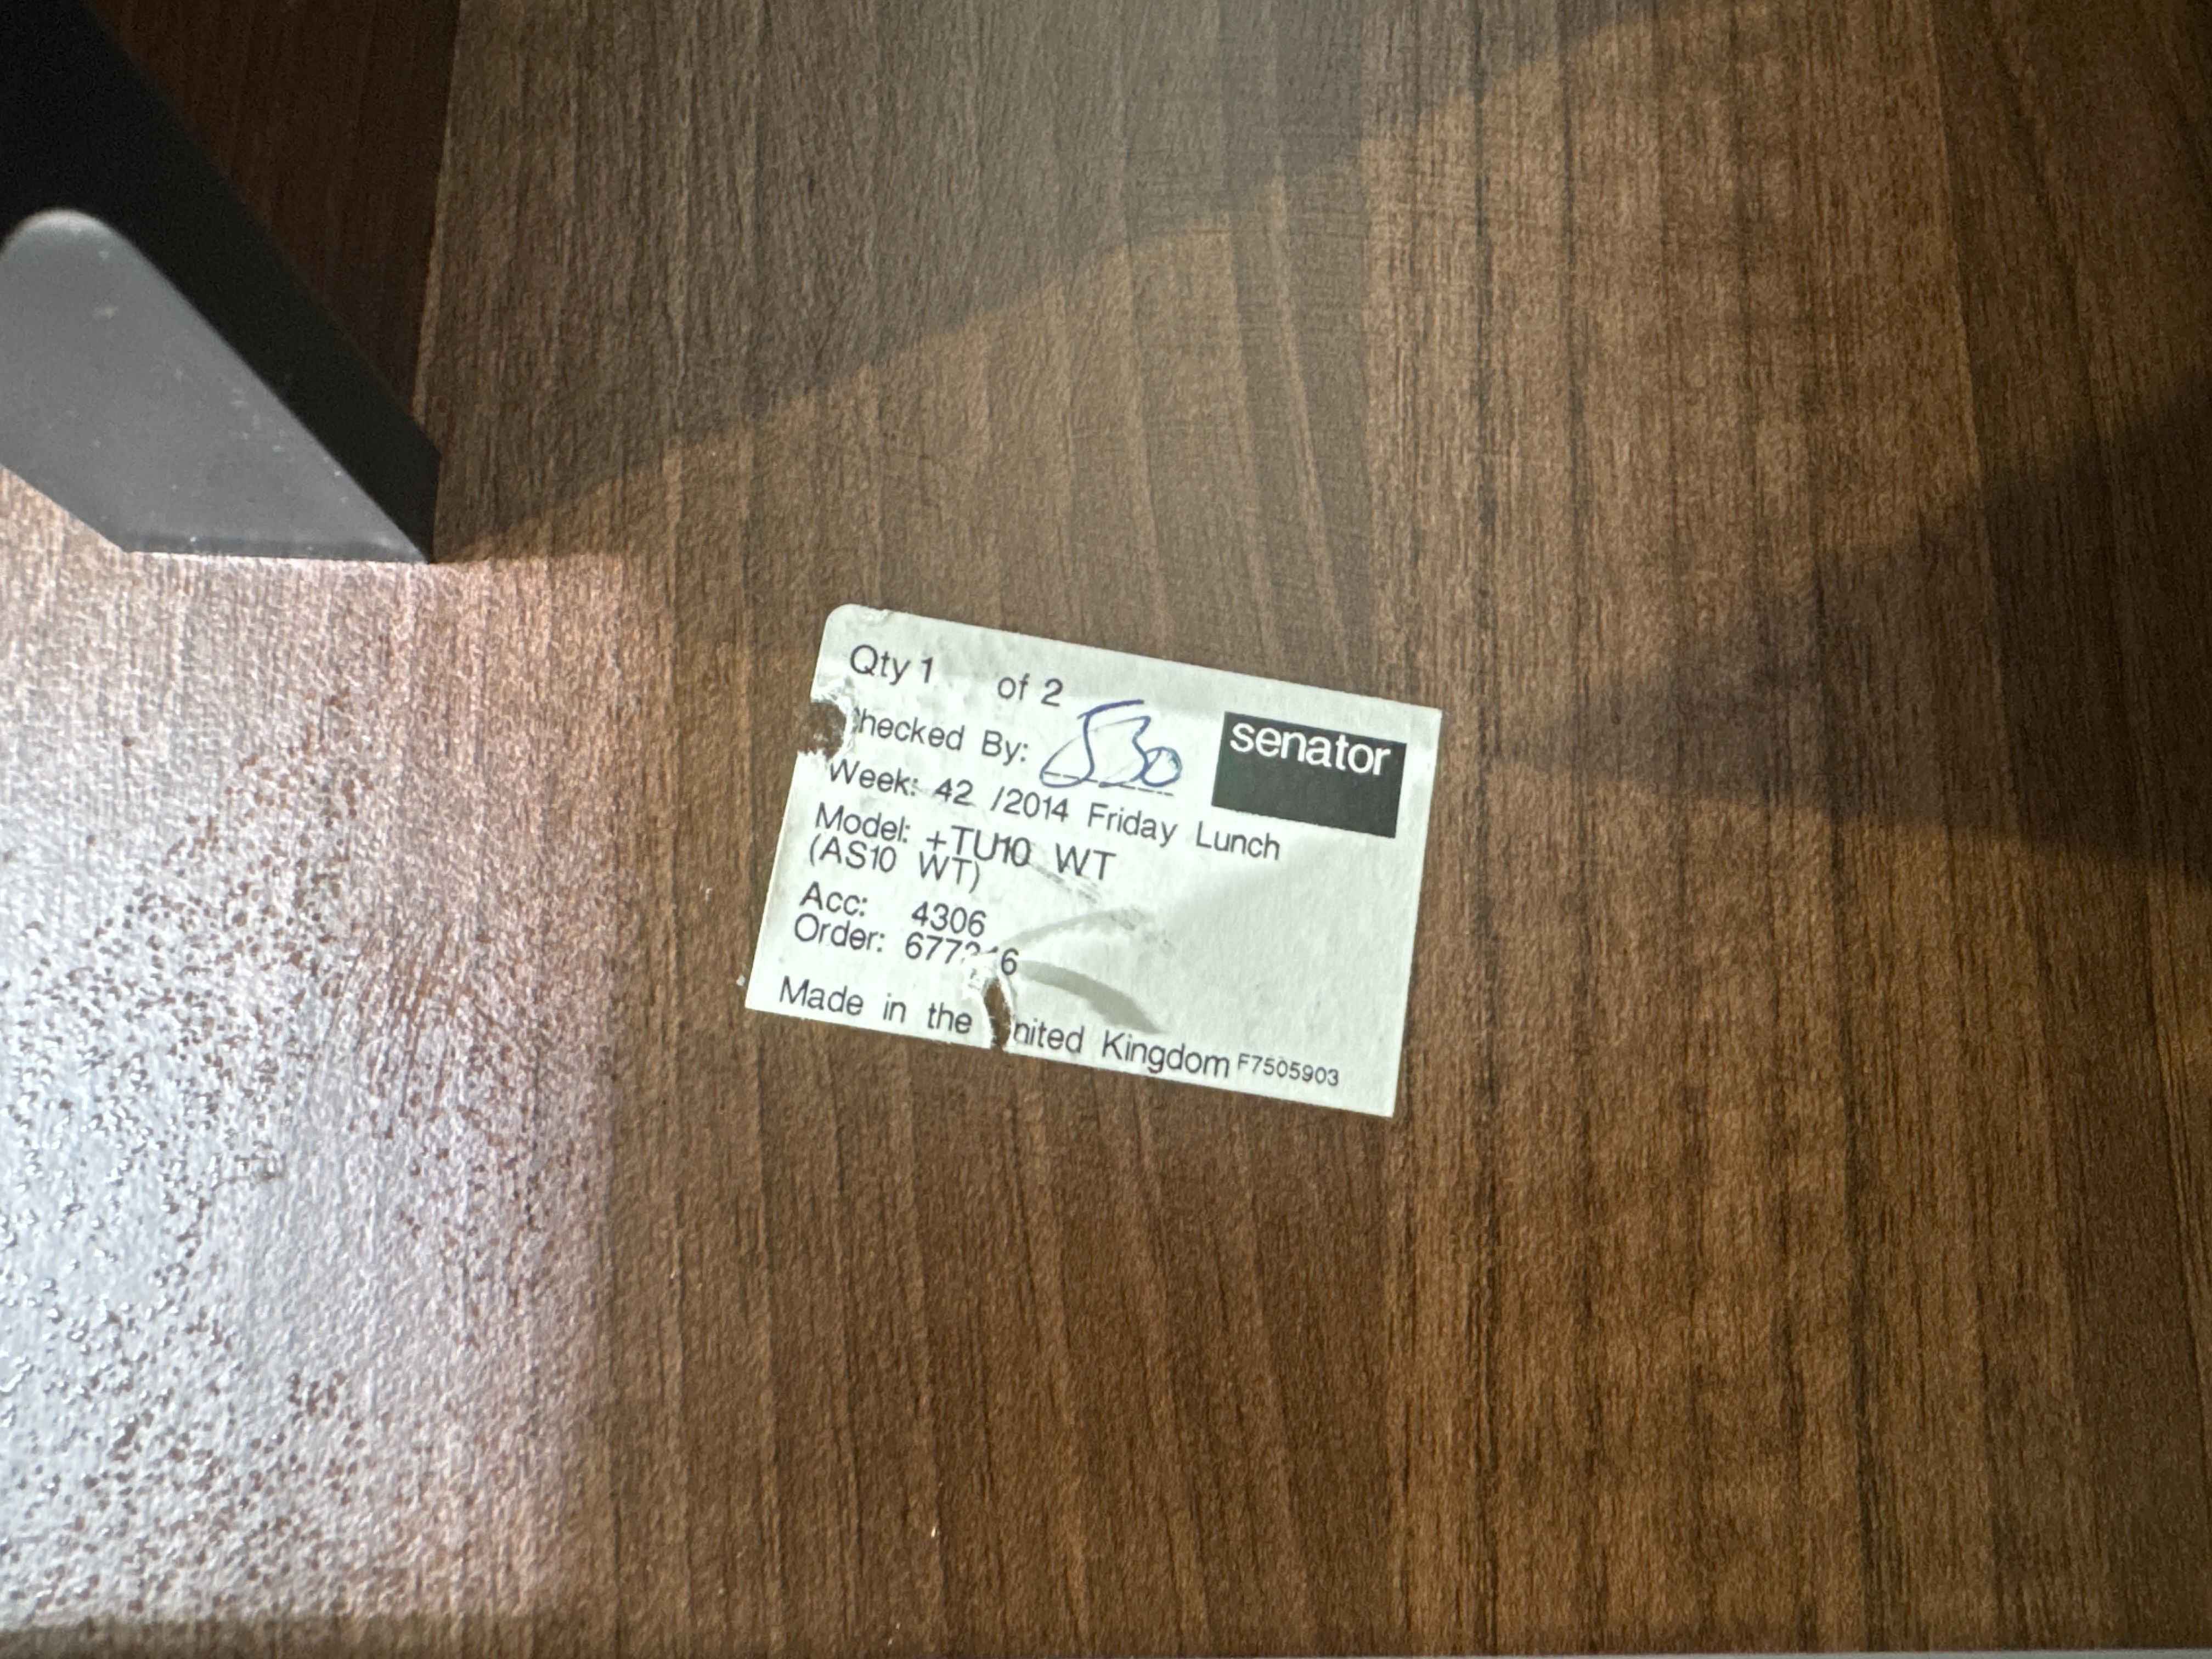 Qty 1 of 2
senator
hecked By: 530
Week: 42 /2014 Friday Lunch
Model: +TU10 WT
(AS10 WT)
Acc: 4306
Order:
Made in the nited Kingdom F7505903